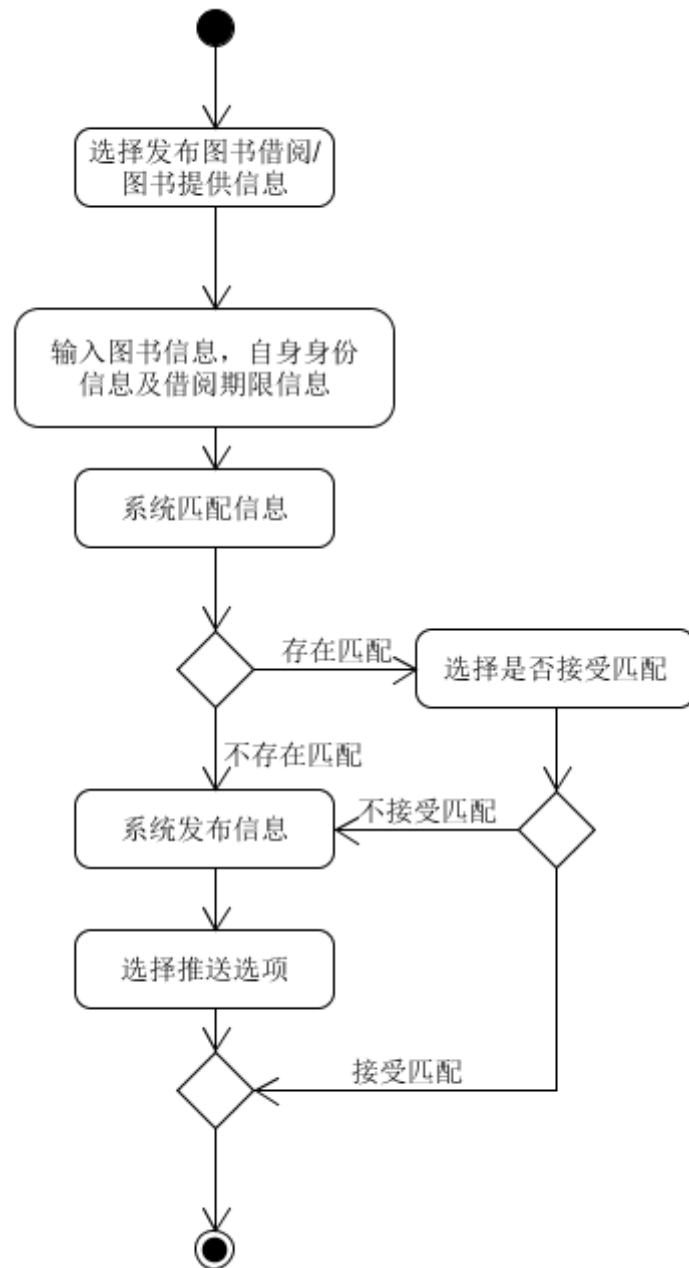 选择发布图书借阅/
图书提供信息
输入图书信息，自身身份
信息及借阅期限信息
系统匹配信息
存在匹配
选择是否接受匹配
不存在匹配
系统发布信息
不接受匹配
选择推送选项
接受匹配